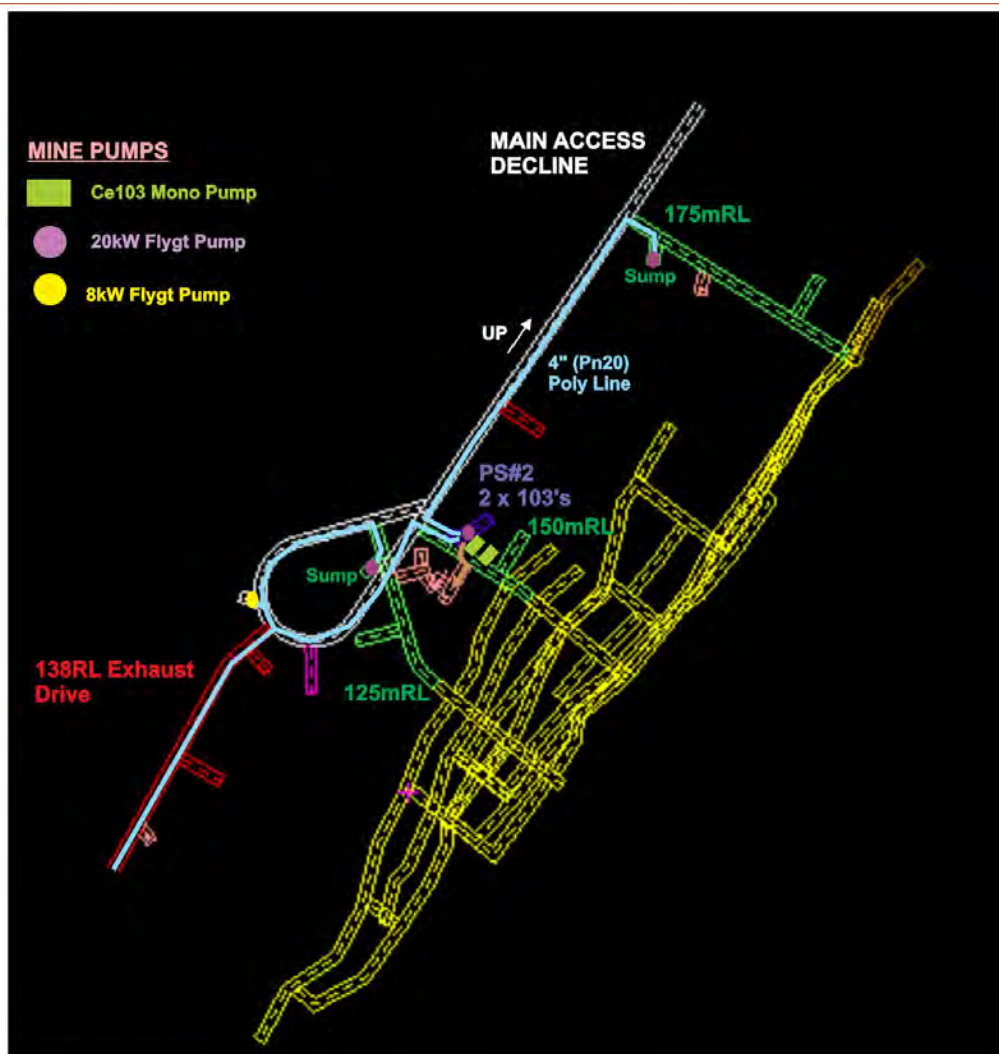 MINE PUMPS
Ce103 Mono Pump
20kW Flygt Pump
8kW Flygt Pump
MAIN ACCESS
DECLINE
175mRL
Sump
UP
4" (Pn20)
Poly Line
PS#2
2 x 103's
150mRL
Sump
138RL Exhaust
Drive
125mRL